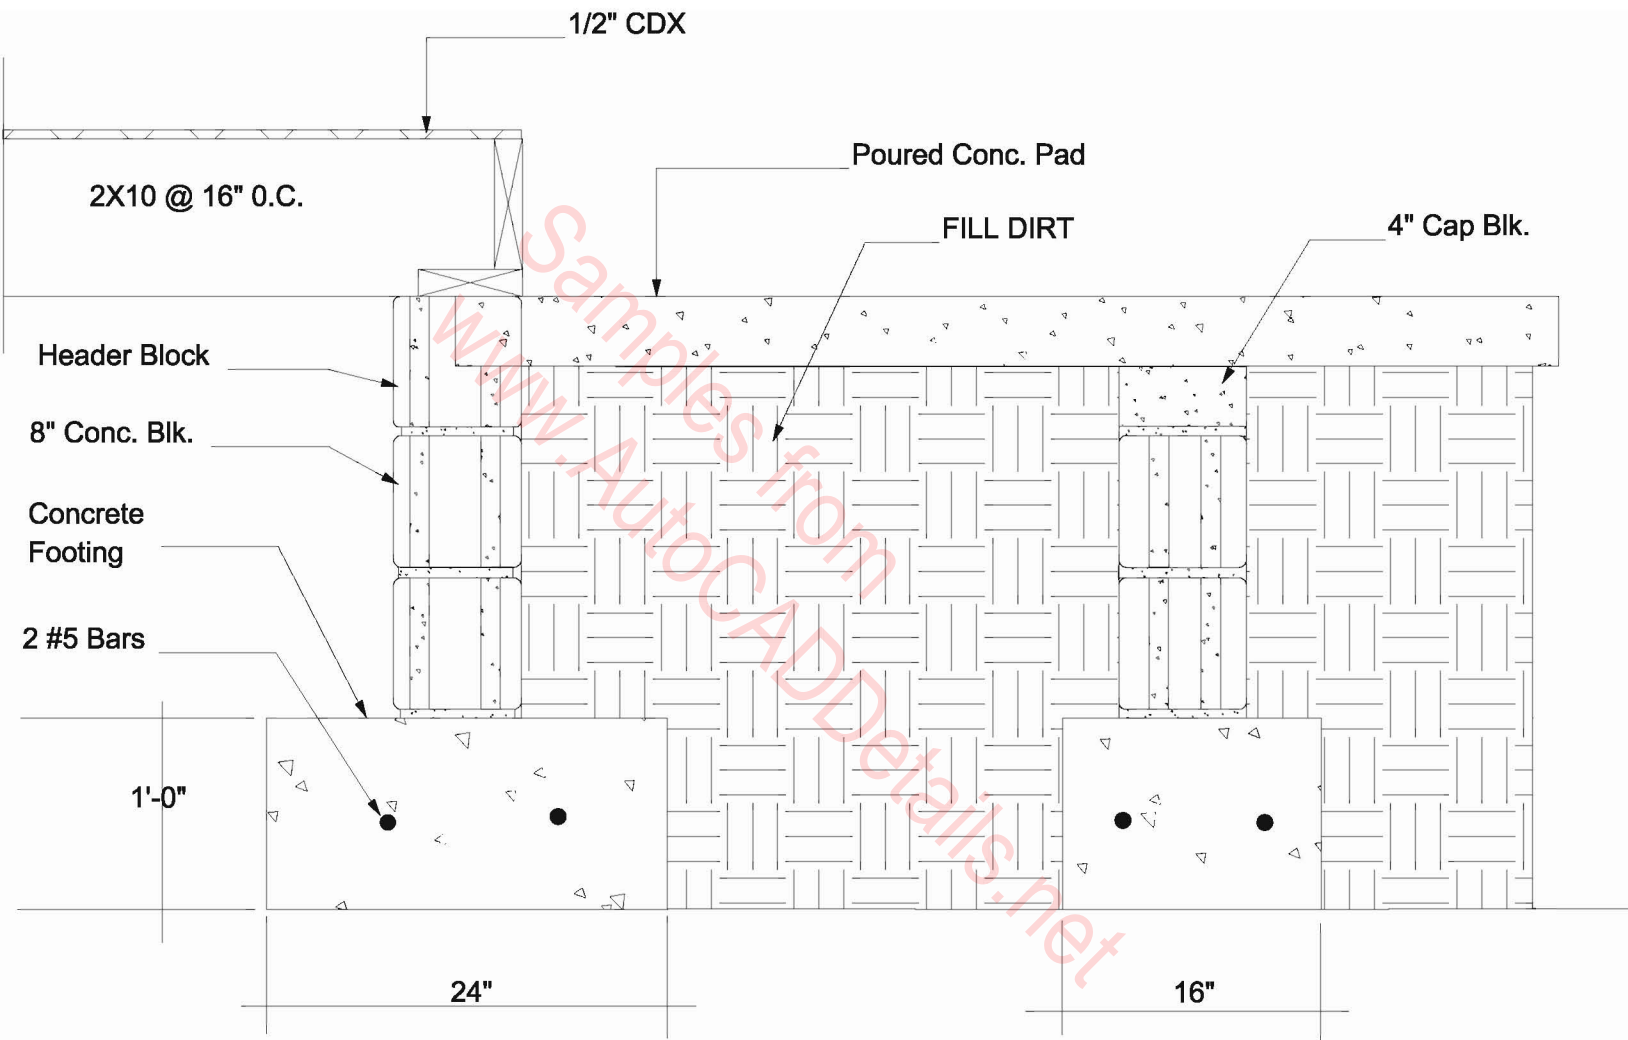 1/2" CDX
Poured Conc. Pad
2X10 @ 16" 0.C.
FILL DIRT
4" Cap Blk.
Header Block
8" Conc. Blk.
Concrete
Footing
2 #5 Bars
1'-0"
24"
16"
Samples from
www.AutoCADDetails.net